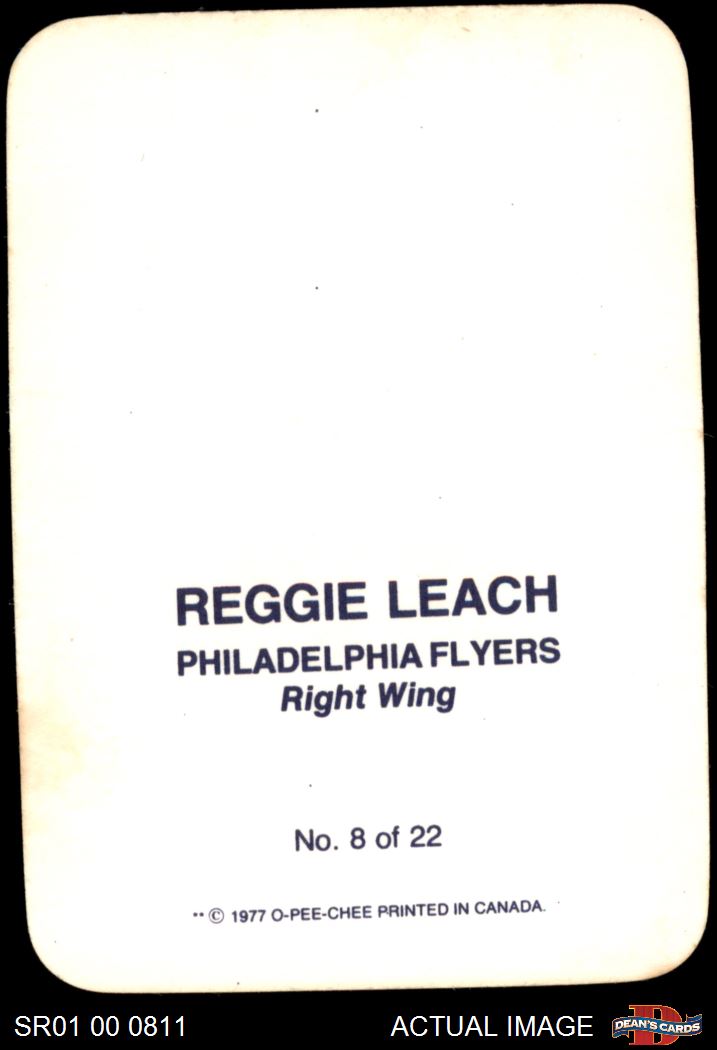 REGGIE LEACH
PHILADELPHIA FLYERS
Right Wing
No. 8 of 22
** © 1977 O-PEE-CHEE PRINTED IN CANADA.
SR01 00 0811 ACTUAL IMAGE D DEAN'S CARDS